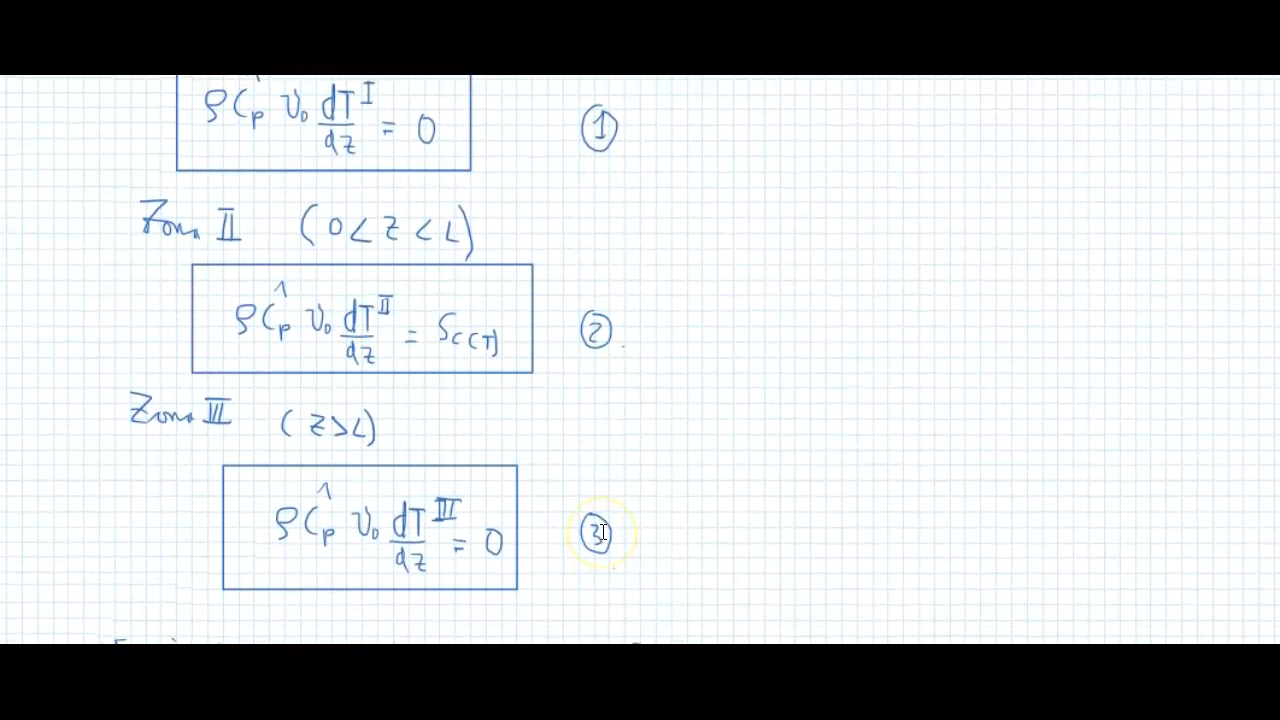 ρĈp v₀ dT^I/dz = 0 ①
Zona II (0 < z < L)
ρĈp v₀ dT^II/dz = Sc(T) ②
Zona III (z > L)
ρĈp v₀ dT^III/dz = 0 ③